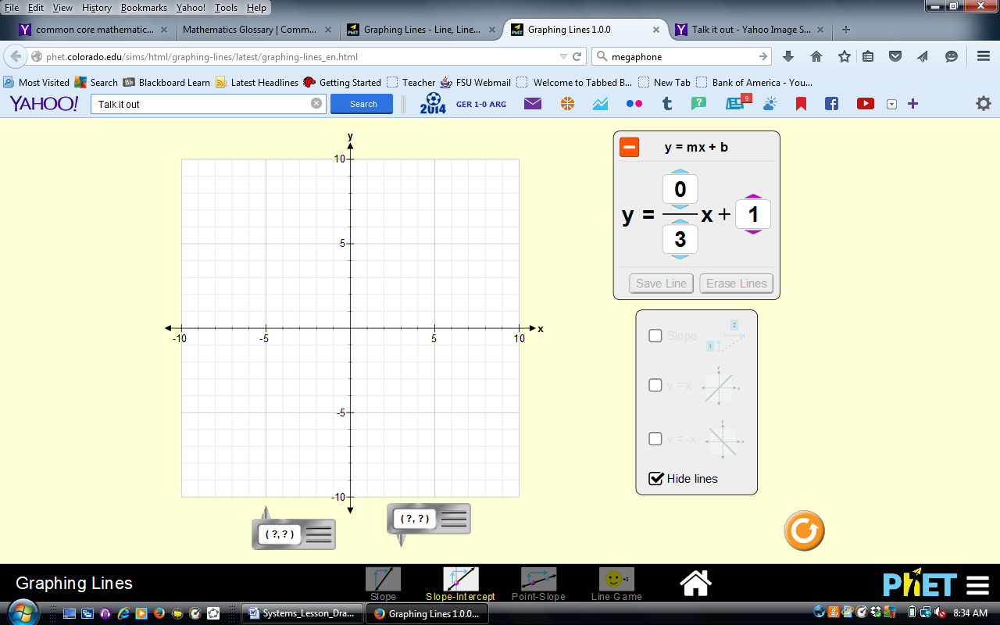 File Edit View History Bookmarks Yahoo! Tools Help
common core mathematic...
Mathematics Glossary | Comm...
Graphing Lines - Line, Line...
Graphing Lines 1.0.0
Talk it out - Yahoo Image S...
phet.colorado.edu/sims/html/graphing-lines/latest/graphing-lines_en.html
megaphone
Most Visited Search Bb Blackboard Learn Latest Headlines Getting Started Teacher FSU Webmail Welcome to Tabbed B... New Tab Bank of America - You...
YAHOO! Talk it out Search 2014 GER 1-0 ARG 9
y
10
5
-10 -5 5 10 x
-5
-10
(?, ?)
(?, ?)
y = mx + b
y = 0/3 x + 1
Save Line Erase Lines
Slope 2 1
y = x y x
y = -x y x
Hide lines
Graphing Lines
Slope
Slope-Intercept
Point-Slope
Line Game
PhET
Systems_Lesson_Dra...
Graphing Lines 1.0.0...
8:34 AM